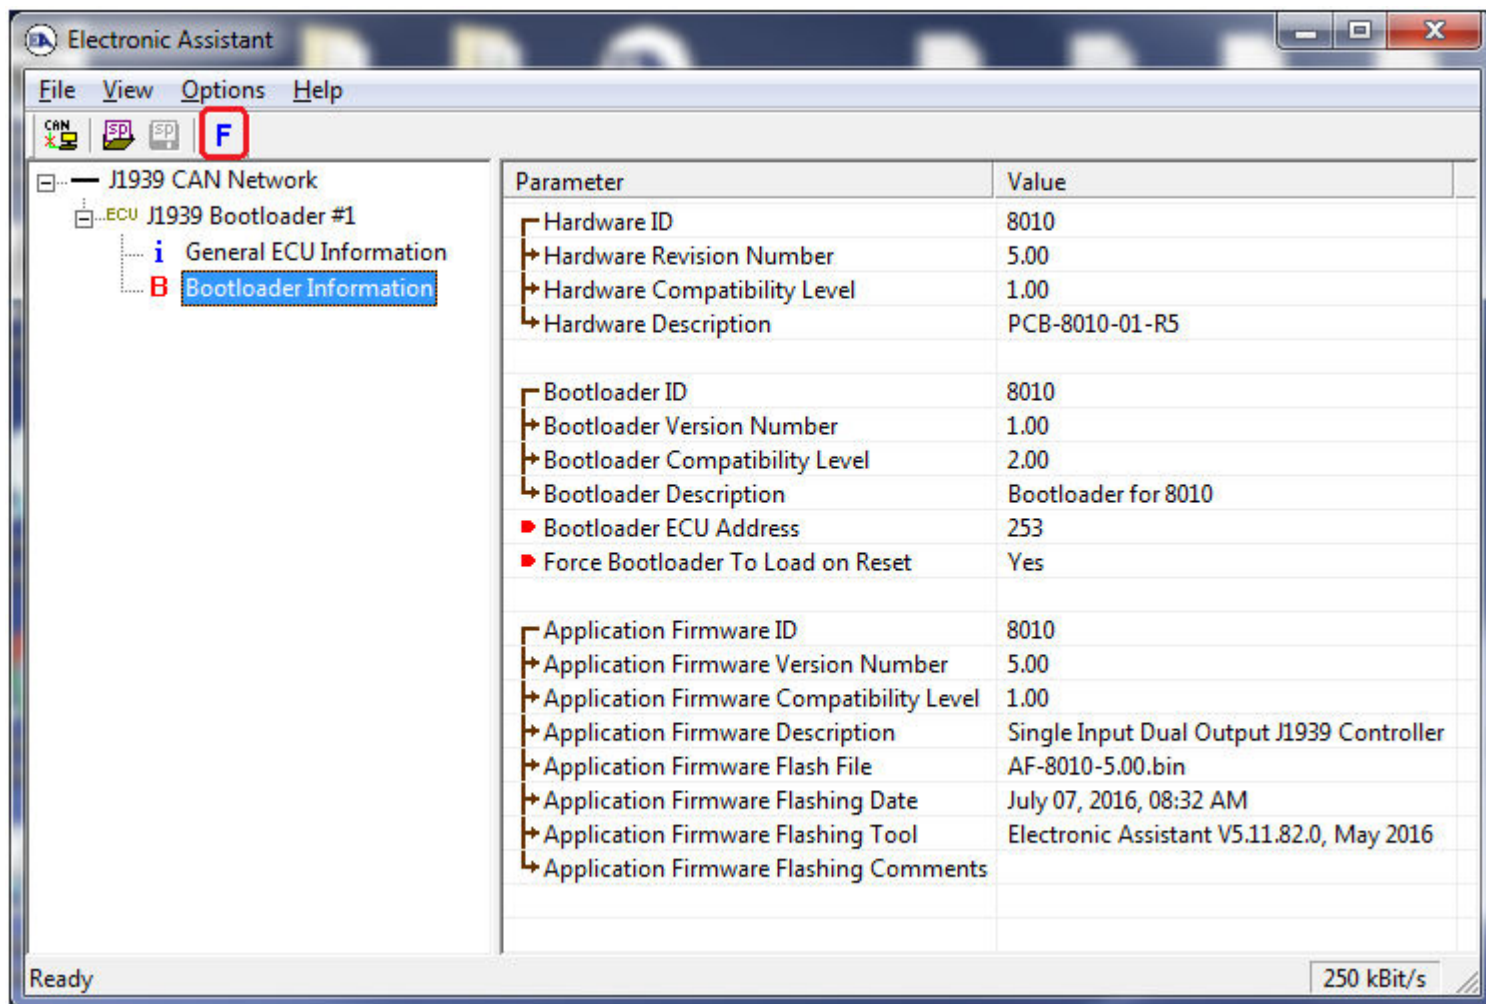 EA Electronic Assistant
File View Options Help
CAN SP SP F
J1939 CAN Network
ECU J1939 Bootloader #1
i General ECU Information
B Bootloader Information
Parameter Value
Hardware ID 8010
Hardware Revision Number 5.00
Hardware Compatibility Level 1.00
Hardware Description PCB-8010-01-R5
Bootloader ID 8010
Bootloader Version Number 1.00
Bootloader Compatibility Level 2.00
Bootloader Description Bootloader for 8010
Bootloader ECU Address 253
Force Bootloader To Load on Reset Yes
Application Firmware ID 8010
Application Firmware Version Number 5.00
Application Firmware Compatibility Level 1.00
Application Firmware Description Single Input Dual Output J1939 Controller
Application Firmware Flash File AF-8010-5.00.bin
Application Firmware Flashing Date July 07, 2016, 08:32 AM
Application Firmware Flashing Tool Electronic Assistant V5.11.82.0, May 2016
Application Firmware Flashing Comments
Ready 250 kBit/s